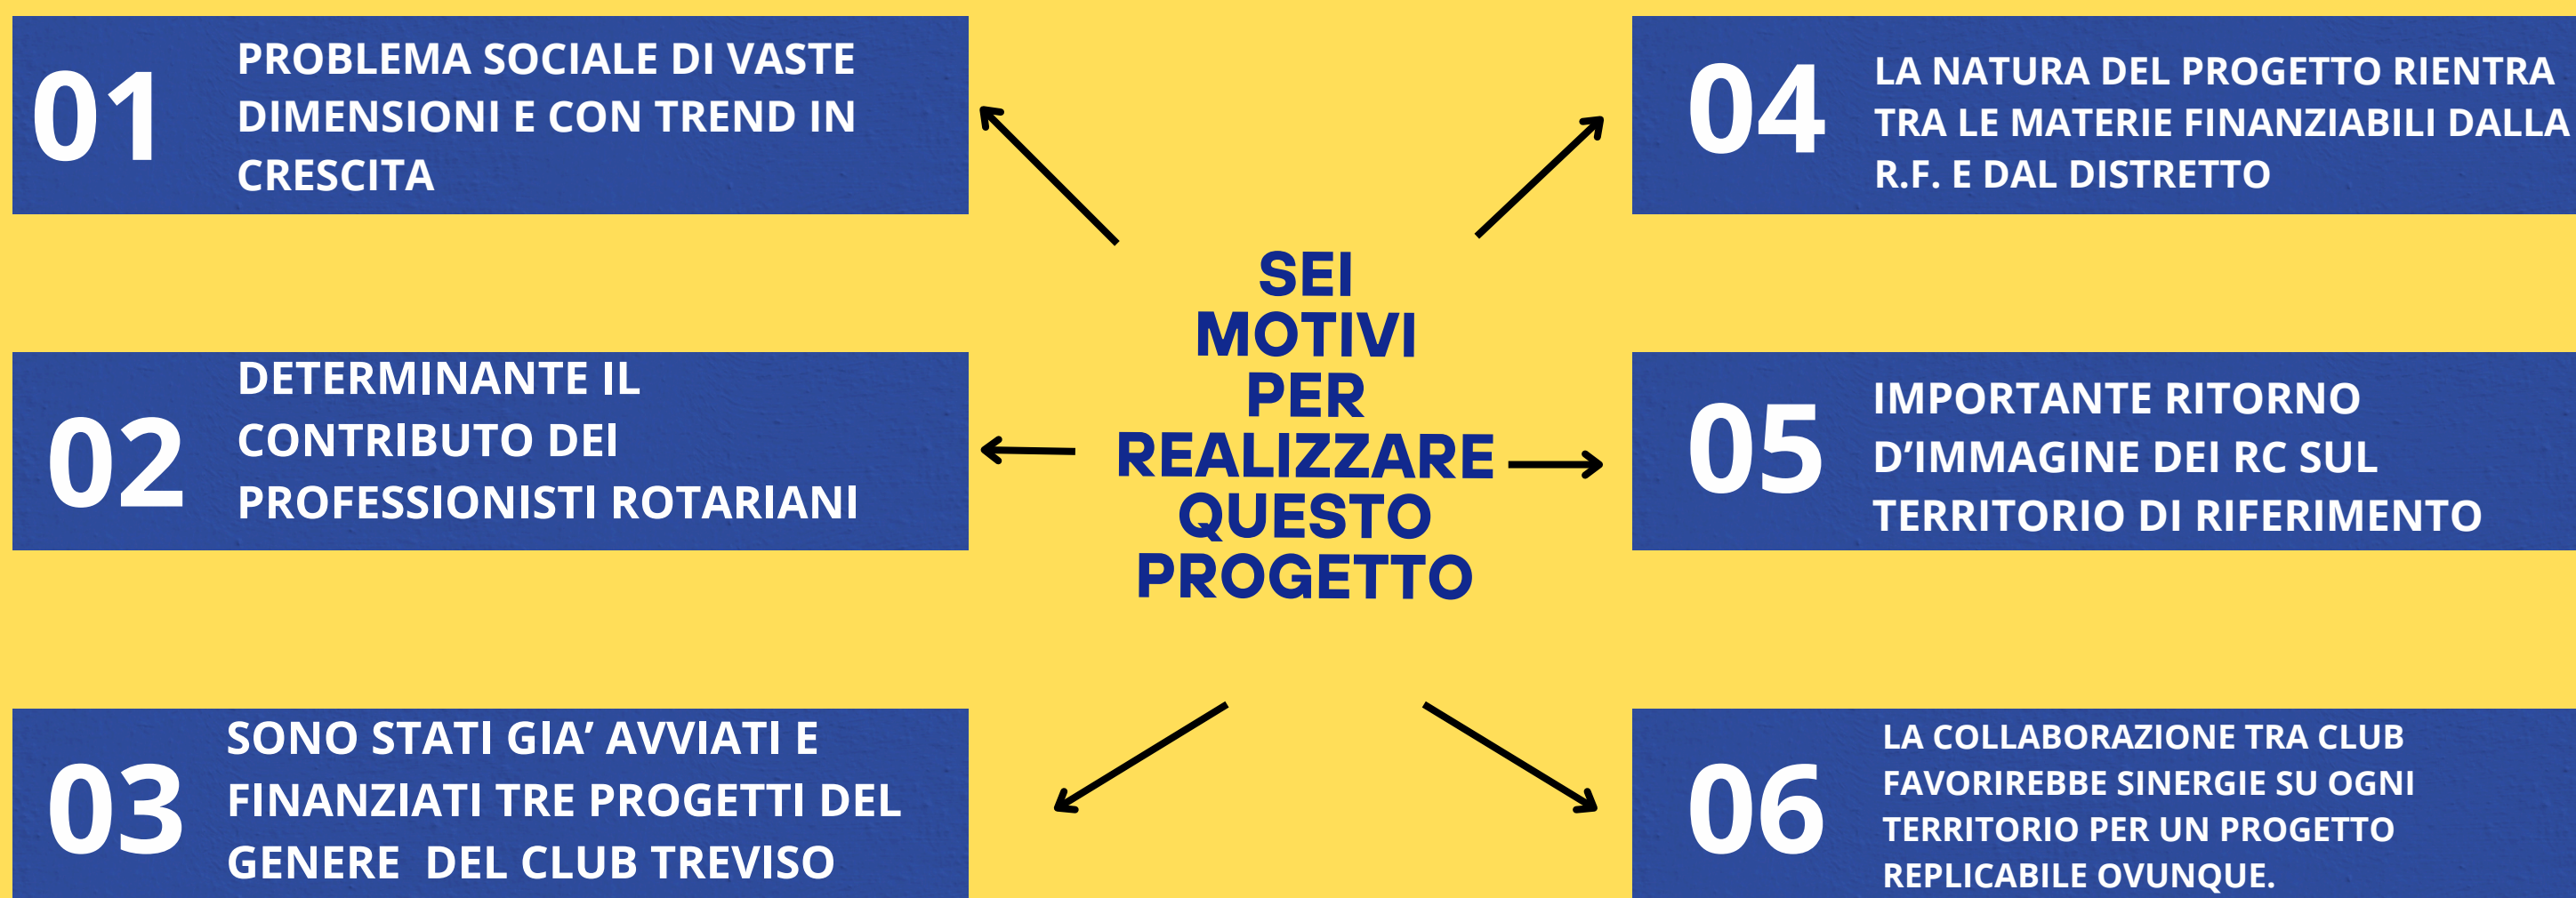 01
PROBLEMA SOCIALE DI VASTE
DIMENSIONI E CON TREND IN
CRESCITA
02
DETERMINANTE IL
CONTRIBUTO DEI
PROFESSIONISTI ROTARIANI
03
SONO STATI GIA’ AVVIATI E
FINANZIATI TRE PROGETTI DEL
GENERE  DEL CLUB TREVISO
SEI
MOTIVI
PER
REALIZZARE
QUESTO
PROGETTO
04
LA NATURA DEL PROGETTO RIENTRA
TRA LE MATERIE FINANZIABILI DALLA
R.F. E DAL DISTRETTO
05
IMPORTANTE RITORNO
D’IMMAGINE DEI RC SUL
TERRITORIO DI RIFERIMENTO
06
LA COLLABORAZIONE TRA CLUB
FAVORIREBBE SINERGIE SU OGNI
TERRITORIO PER UN PROGETTO
REPLICABILE OVUNQUE.